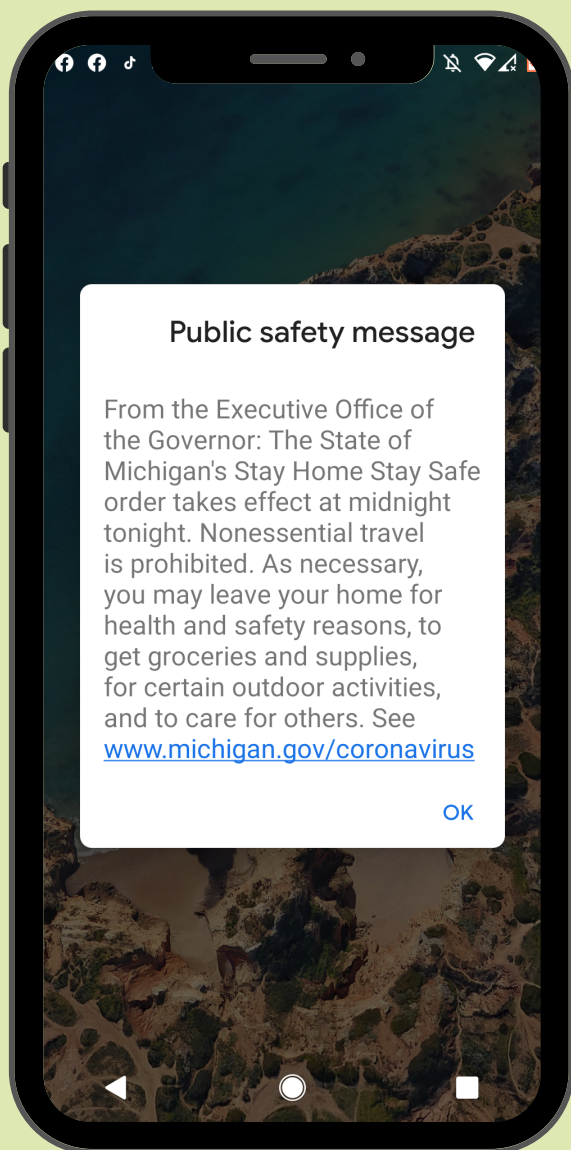 Public safety message
From the Executive Office of
the Governor: The State of
Michigan's Stay Home Stay Safe
order takes effect at midnight
tonight. Nonessential travel
is prohibited. As necessary,
you may leave your home for
health and safety reasons, to
get groceries and supplies,
for certain outdoor activities,
and to care for others. See
www.michigan.gov/coronavirus
OK